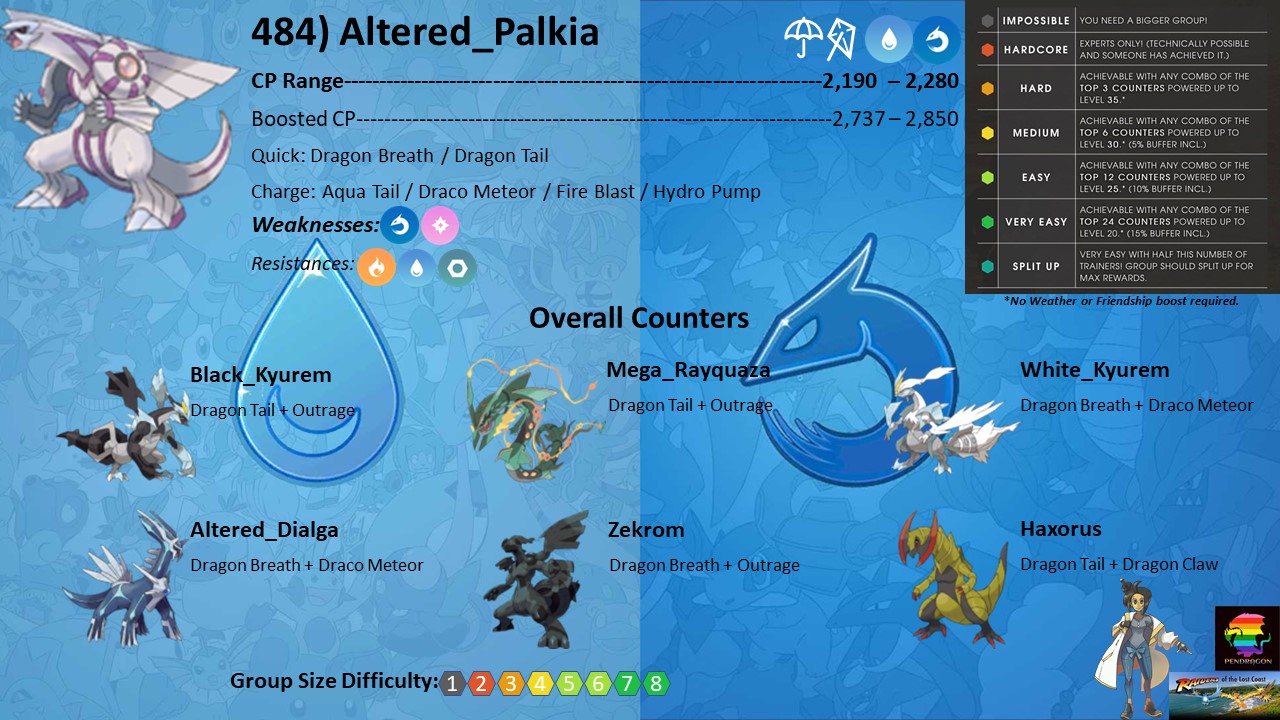 484) Altered_Palkia
CP Range--------------------------------------------------------------------2,190 – 2,280
Boosted CP--------------------------------------------------------------------2,737 – 2,850
Quick: Dragon Breath / Dragon Tail
Charge: Aqua Tail / Draco Meteor / Fire Blast / Hydro Pump
Weaknesses:
Resistances:
IMPOSSIBLE YOU NEED A BIGGER GROUP!
HARDCORE EXPERTS ONLY! (TECHNICALLY POSSIBLE
AND SOMEONE HAS ACHIEVED IT.)
HARD ACHIEVABLE WITH ANY COMBO OF THE
TOP 3 COUNTERS POWERED UP TO
LEVEL 35.*
MEDIUM ACHIEVABLE WITH ANY COMBO OF THE
TOP 6 COUNTERS POWERED UP TO
LEVEL 30.* (5% BUFFER INCL.)
EASY ACHIEVABLE WITH ANY COMBO OF THE
TOP 12 COUNTERS POWERED UP TO
LEVEL 25.* (10% BUFFER INCL.)
VERY EASY ACHIEVABLE WITH ANY COMBO OF THE
TOP 24 COUNTERS POWERED UP TO
LEVEL 20.* (15% BUFFER INCL.)
SPLIT UP VERY EASY WITH HALF THIS NUMBER OF
TRAINERS! GROUP SHOULD SPLIT UP FOR
MAX REWARDS.
*No Weather or Friendship boost required.
Overall Counters
Black_Kyurem
Dragon Tail + Outrage
Mega_Rayquaza
Dragon Tail + Outrage
White_Kyurem
Dragon Breath + Draco Meteor
Altered_Dialga
Dragon Breath + Draco Meteor
Zekrom
Dragon Breath + Outrage
Haxorus
Dragon Tail + Dragon Claw
Group Size Difficulty: 1 2 3 4 5 6 7 8
PENDRAGON
RAIDERS of the Lost Coast